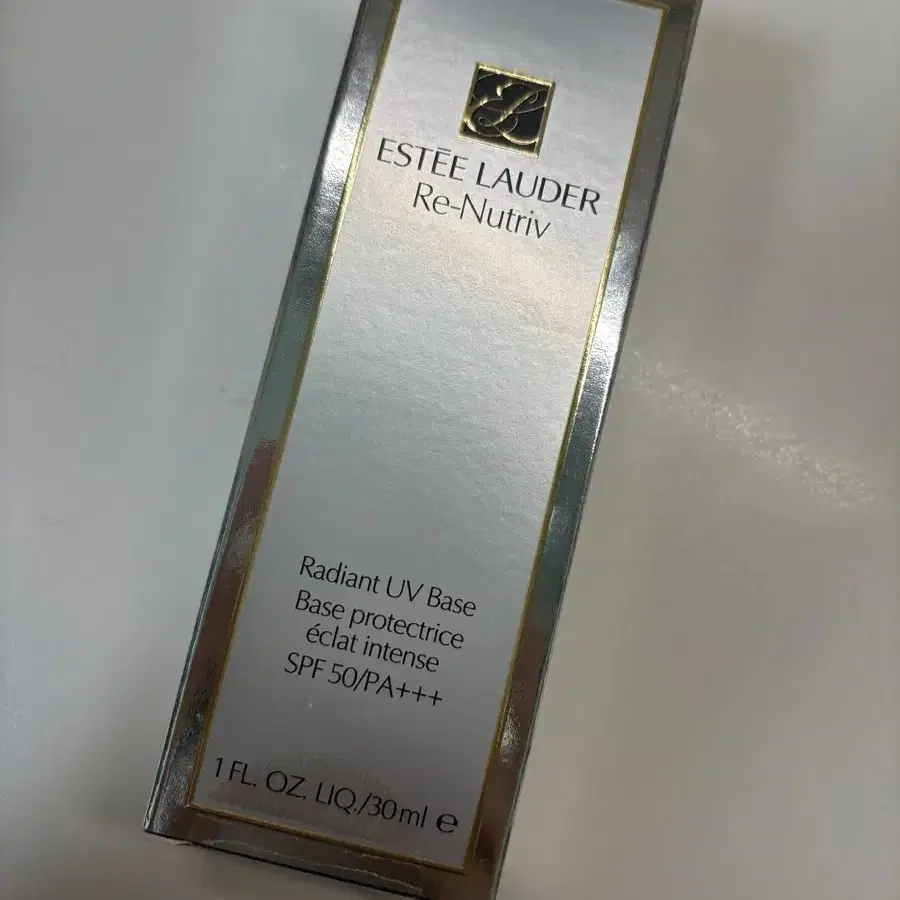 ESTĒE LAUDER
Re-Nutriv
Radiant UV Base
Base protectrice
éclat intense
SPF 50/PA+++
1 FL. OZ. LIQ./30 ml e